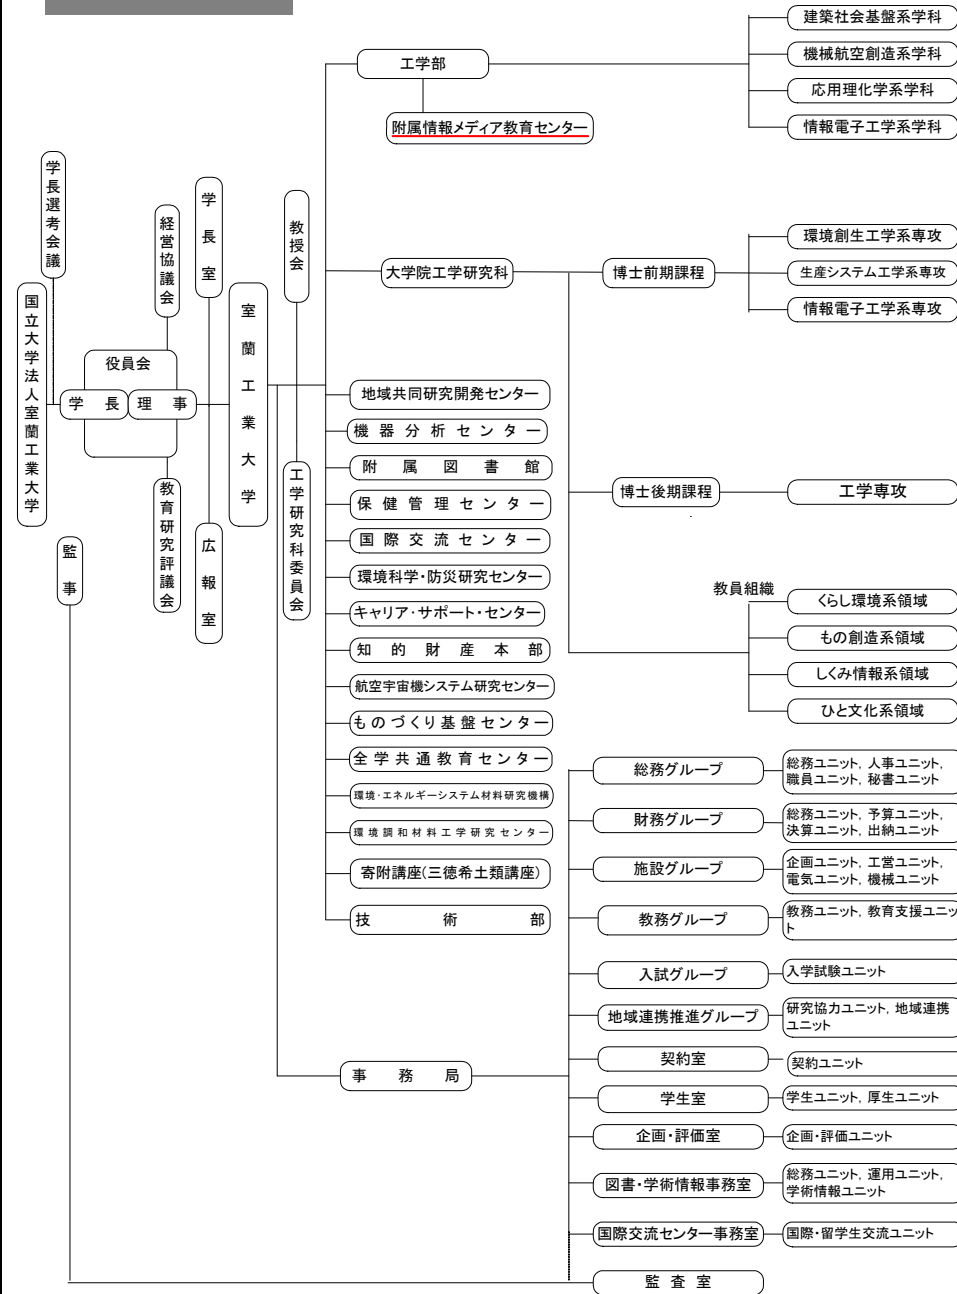 建築社会基盤系学科
工学部
機械航空創造系学科
応用理化学系学科
附属情報メディア教育センター
情報電子工学系学科
学長選考会議
学長室
経営協議会
教授会
環境創生工学系専攻
大学院工学研究科
博士前期課程
生産システム工学系専攻
情報電子工学系専攻
国立大学法人室蘭工業大学
室蘭工業大学
役員会
学長
理事
地域共同研究開発センター
機器分析センター
附属図書館
保健管理センター
国際交流センター
環境科学・防災研究センター
キャリア・サポート・センター
知的財産本部
航空宇宙機システム研究センター
ものづくり基盤センター
全学共通教育センター
環境・エネルギーシステム材料研究機構
環境調和材料工学研究センター
寄附講座(三徳希土類講座)
技術部
工学研究科委員会
教育研究評議会
広報室
監事
博士後期課程
工学専攻
教員組織
くらし環境系領域
もの創造系領域
しくみ情報系領域
ひと文化系領域
総務グループ
総務ユニット, 人事ユニット,
職員ユニット, 秘書ユニット
財務グループ
総務ユニット, 予算ユニット,
決算ユニット, 出納ユニット
施設グループ
企画ユニット, 工営ユニット,
電気ユニット, 機械ユニット
教務グループ
教務ユニット, 教育支援ユニッ
ト
入試グループ
入学試験ユニット
地域連携推進グループ
研究協力ユニット, 地域連携
ユニット
事務局
契約室
契約ユニット
学生室
学生ユニット, 厚生ユニット
企画・評価室
企画・評価ユニット
図書・学術情報事務室
総務ユニット, 運用ユニット,
学術情報ユニット
国際交流センター事務室
国際・留学生交流ユニット
監査室